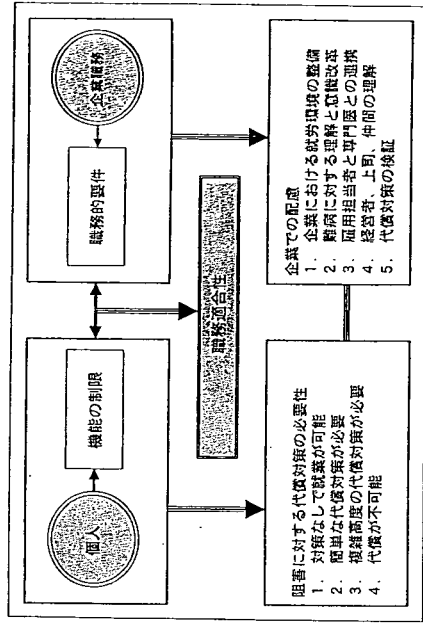 個人
機能の制限
職務的要件
企業職務
職務適合性
阻害に対する代償対策の必要性
1. 対策なしで就業が可能
2. 簡単な代償対策が必要
3. 複雑高度の代償対策が必要
4. 代償が不可能
企業での配慮
1. 企業における就労環境の整備
2. 難病に対する理解と意識改革
3. 雇用担当者と専門医との連携
4. 経営者、上司、仲間の理解
5. 代償対策の検証